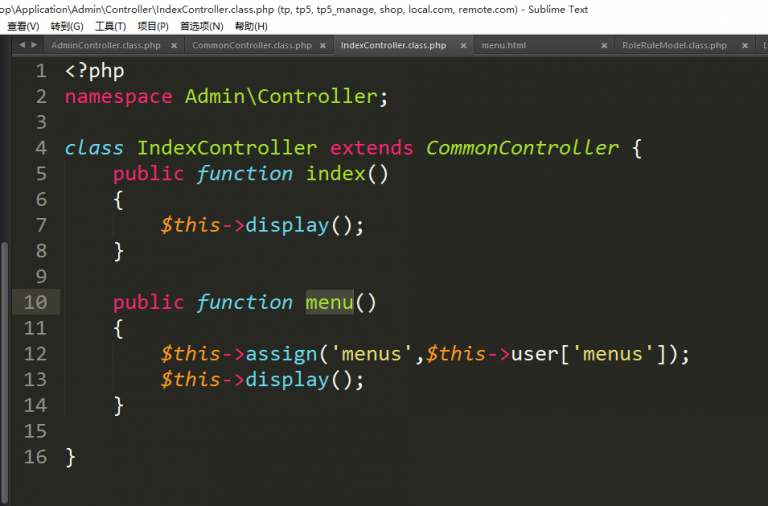 op\Application\Admin\Controller\IndexController.class.php (tp, tp5, tp5_manage, shop, local.com, remote.com) - Sublime Text
查看(V) 转到(G) 工具(T) 项目(P) 首选项(N) 帮助(H)
AdminController.class.php × CommonController.class.php × IndexController.class.php × menu.html × RoleRuleModel.class.php × L
1 <?php
2 namespace Admin\Controller;
3
4 class IndexController extends CommonController {
5 public function index()
6 {
7 $this->display();
8 }
9
10 public function menu()
11 {
12 $this->assign('menus',$this->user['menus']);
13 $this->display();
14 }
15
16 }